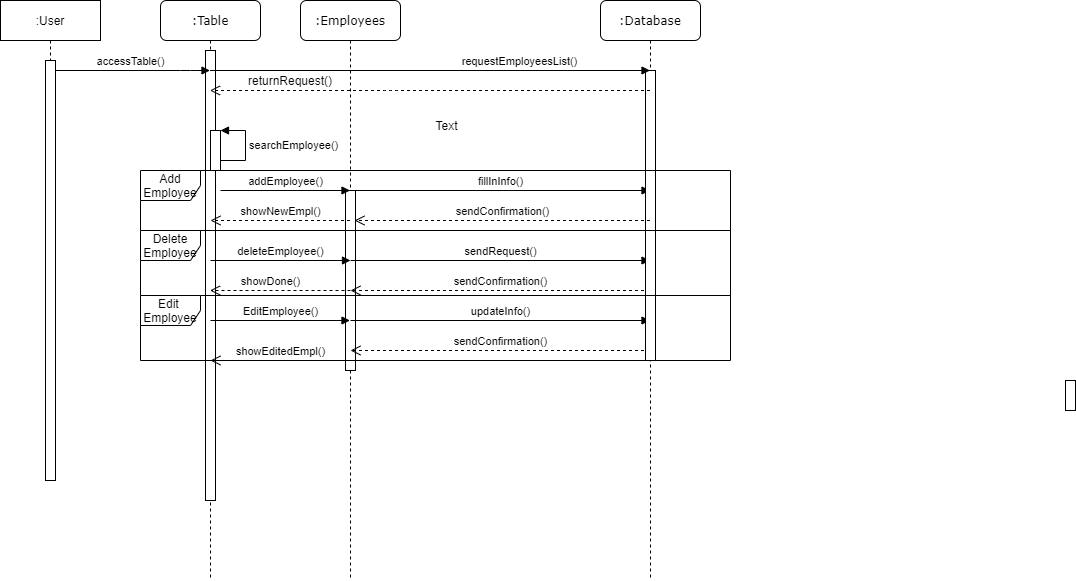 :User
:Table
:Employees
:Database
accessTable()
requestEmployeesList()
returnRequest()
Text
searchEmployee()
Add
Employee
addEmployee()
fillInInfo()
showNewEmpl()
sendConfirmation()
Delete
Employee
deleteEmployee()
sendRequest()
showDone()
sendConfirmation()
Edit
Employee
EditEmployee()
updateInfo()
sendConfirmation()
showEditedEmpl()